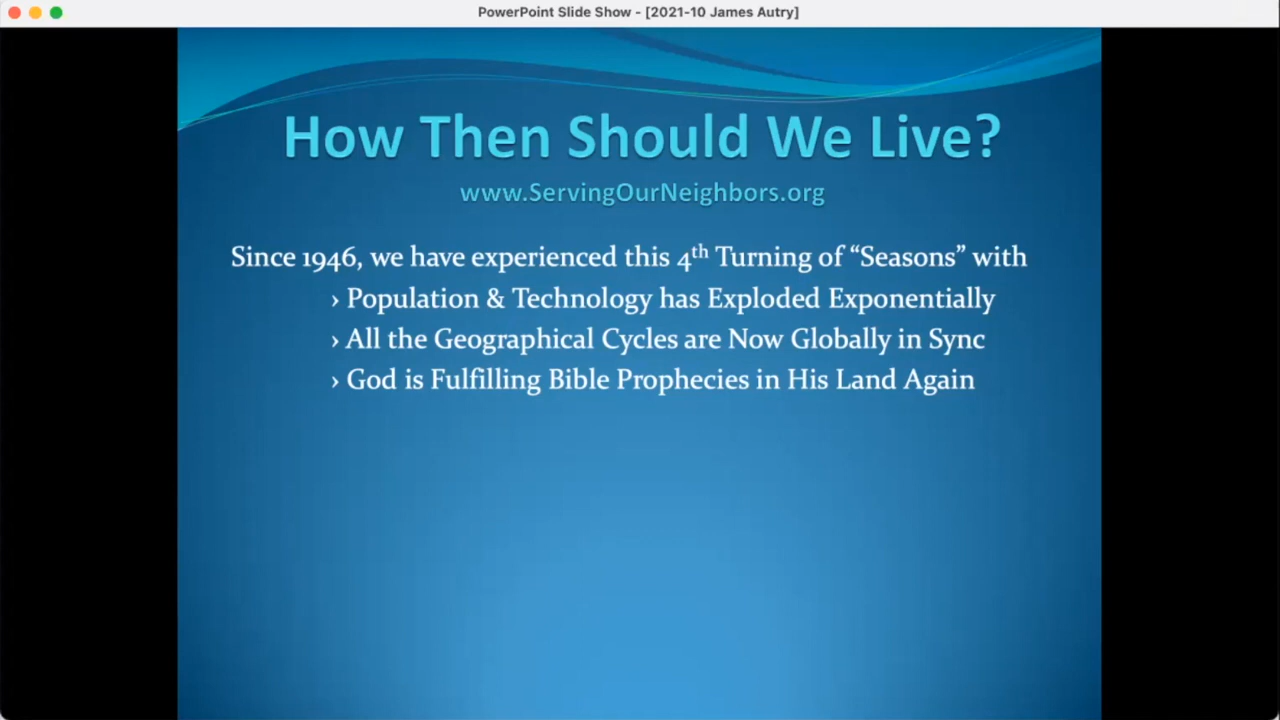 PowerPoint Slide Show - [2021-10 James Autry]
How Then Should We Live?
www.ServingOurNeighbors.org
Since 1946, we have experienced this 4th Turning of “Seasons” with
› Population & Technology has Exploded Exponentially
› All the Geographical Cycles are Now Globally in Sync
› God is Fulfilling Bible Prophecies in His Land Again